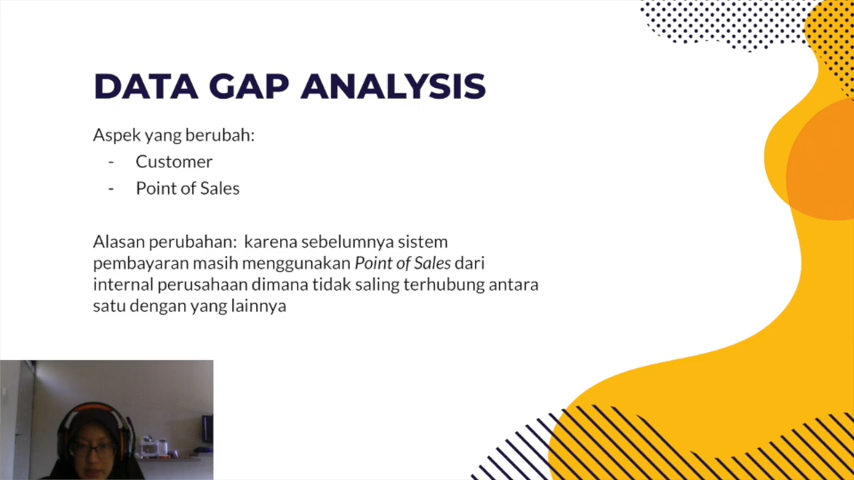 DATA GAP ANALYSIS
Aspek yang berubah:
- Customer
- Point of Sales
Alasan perubahan: karena sebelumnya sistem
pembayaran masih menggunakan Point of Sales dari
internal perusahaan dimana tidak saling terhubung antara
satu dengan yang lainnya